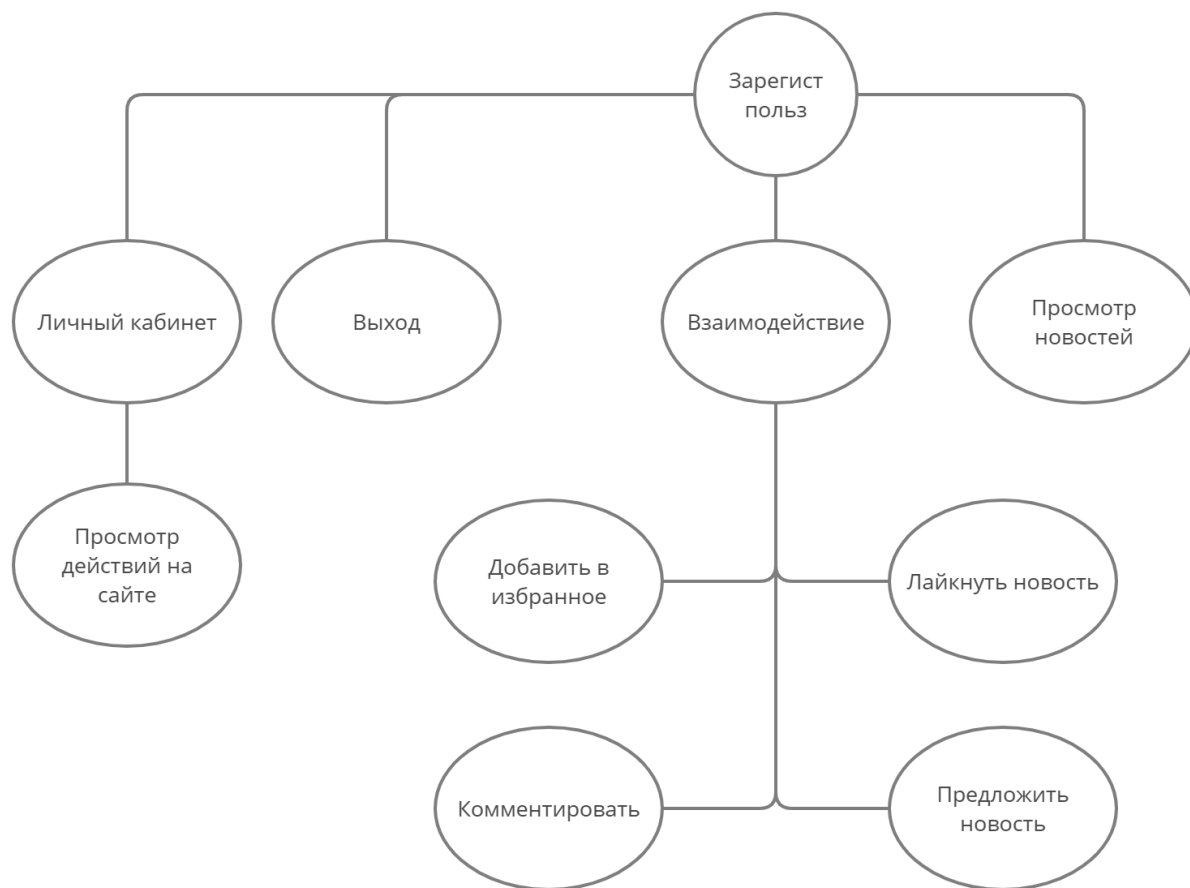 Зарегист
польз
Личный кабинет
Выход
Взаимодействие
Просмотр
новостей
Просмотр
действий на
сайте
Добавить в
избранное
Лайкнуть новость
Комментировать
Предложить
новость